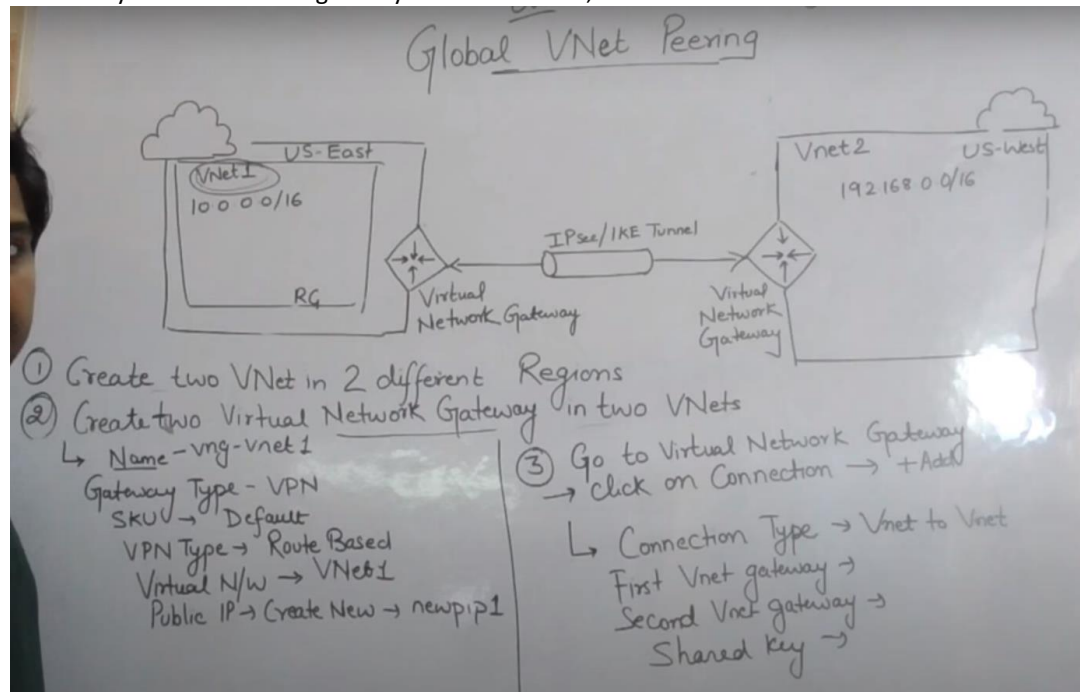 Global VNet Peering
US-East
VNet1
10.0.0.0/16
RG
Virtual
Network Gateway
IPsec/IKE Tunnel
Vnet2
US-West
192.168.0.0/16
Virtual
Network
Gateway
① Create two VNet in 2 different Regions
② Create two Virtual Network Gateway in two VNets
↳ Name - vng-vnet1
Gateway Type - VPN
SKU → Default
VPN Type → Route Based
Virtual N/W → VNet1
Public IP → Create New → newpip1
③ Go to Virtual Network Gateway
→ click on Connection → +Add
↳ Connection Type → Vnet to Vnet
First Vnet gateway →
Second Vnet gateway →
Shared key →